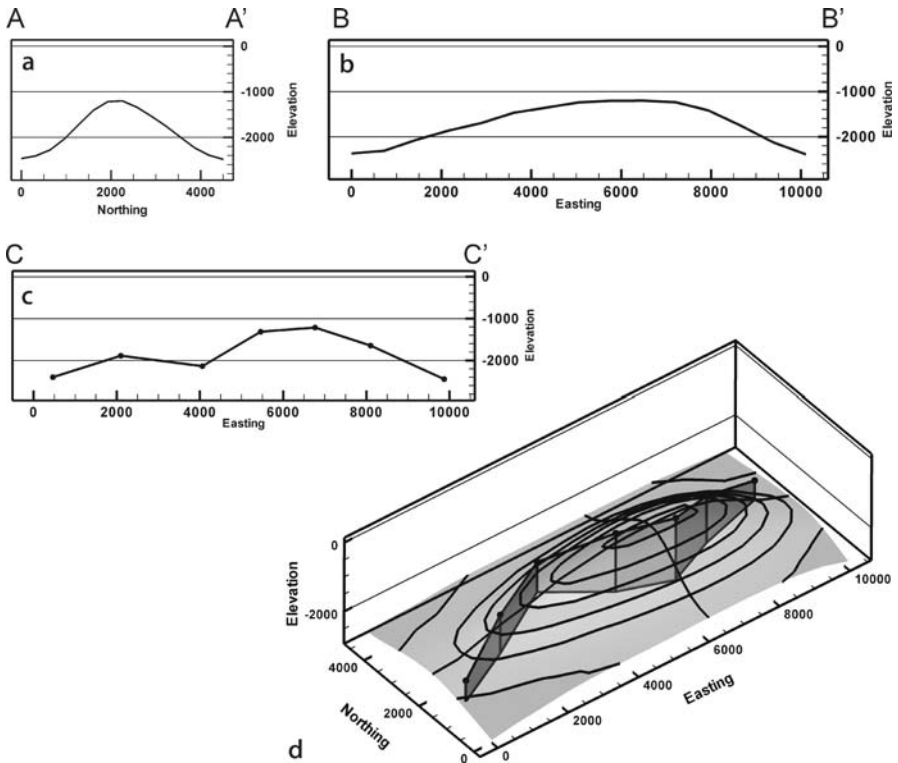 A A’ B B’
a b
0 0
-1000 -1000
-2000 -2000
Elevation Elevation
0 2000 4000 0 2000 4000 6000 8000 10000
Northing Easting
C C’
c
0
-1000
-2000
Elevation
0 2000 4000 6000 8000 10000
Easting
0
-2000
Elevation
4000
2000
0
Northing
0
2000
4000
6000
8000
10000
Easting
d